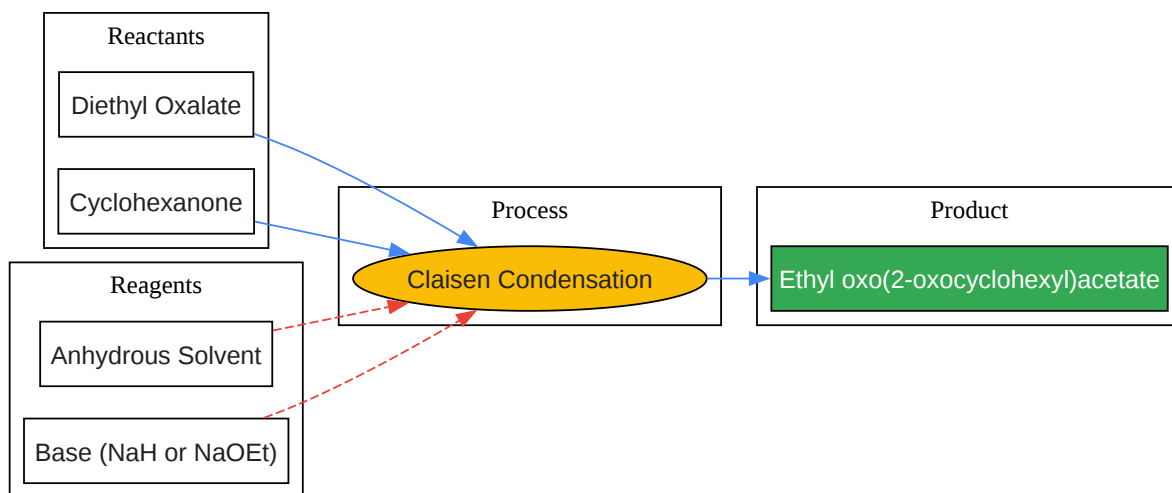 Reactants
Diethyl Oxalate
Cyclohexanone
Reagents
Anhydrous Solvent
Base (NaH or NaOEt)
Process
Claisen Condensation
Product
Ethyl oxo(2-oxocyclohexyl)acetate